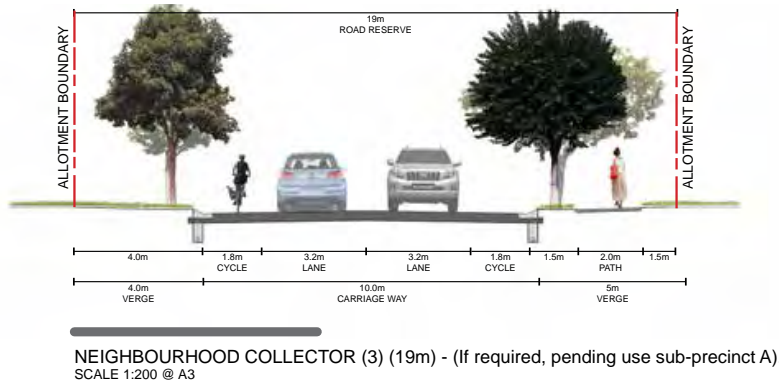 19m
ROAD RESERVE
ALLOTMENT BOUNDARY
ALLOTMENT BOUNDARY
4.0m
1.8m
CYCLE
3.2m
LANE
3.2m
LANE
1.8m
CYCLE
1.5m
2.0m
PATH
1.5m
4.0m
VERGE
10.0m
CARRIAGE WAY
5m
VERGE
NEIGHBOURHOOD COLLECTOR (3) (19m) - (If required, pending use sub-precinct A)
SCALE 1:200 @ A3